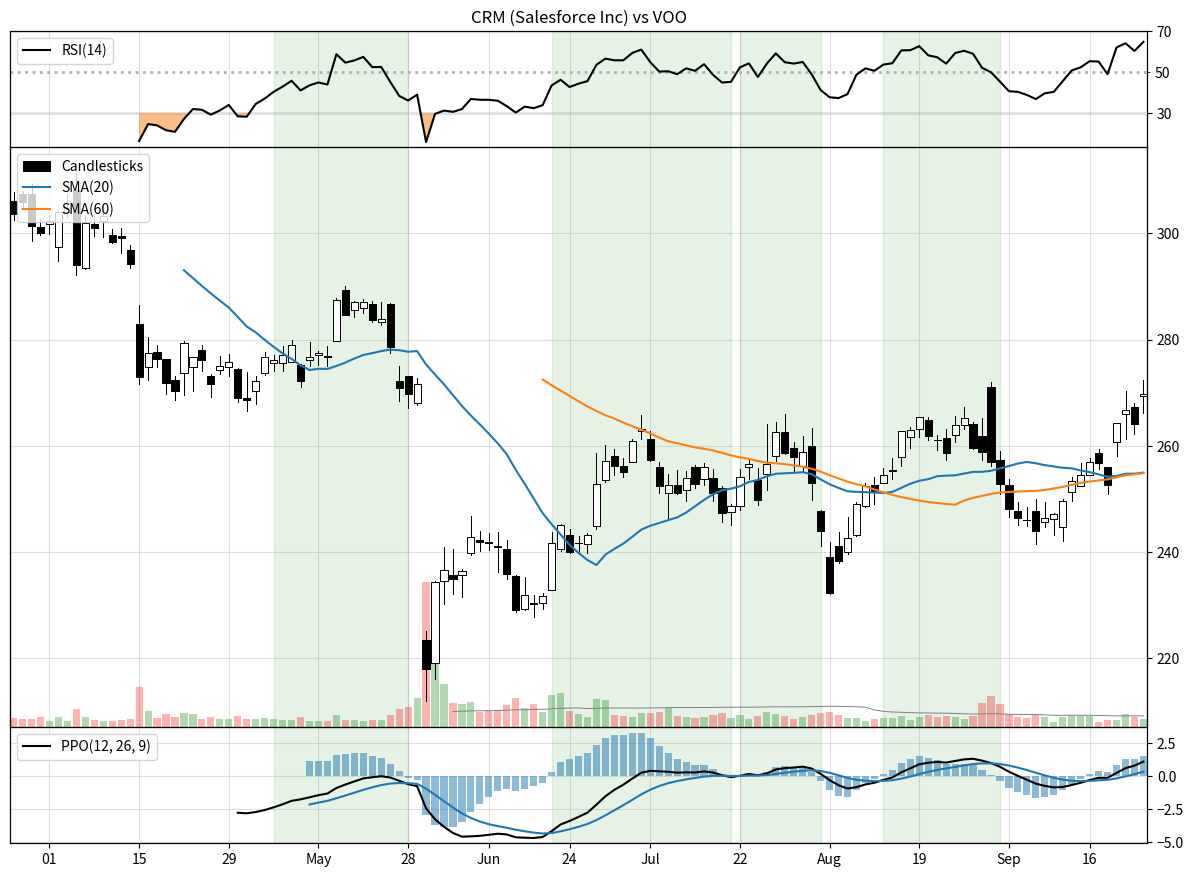 CRM (Salesforce Inc) vs VOO
RSI(14)
70
50
30
Candlesticks
SMA(20)
SMA(60)
300
280
260
240
220
PPO(12, 26, 9)
2.5
0.0
−2.5
−5.0
01 15 29 May 28 Jun 24 Jul 22 Aug 19 Sep 16